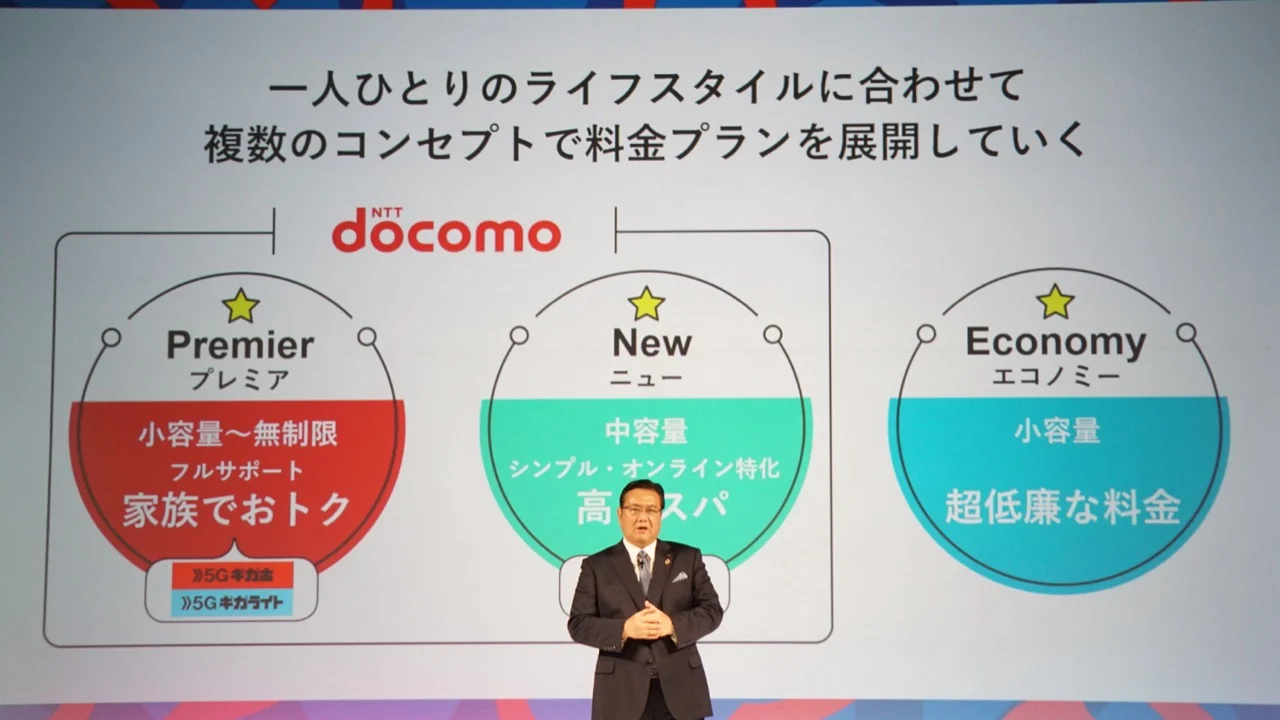 一人ひとりのライフスタイルに合わせて
複数のコンセプトで料金プランを展開していく
NTT
docomo
Premier
プレミア
小容量～無制限
フルサポート
家族でおトク
5G ギガホ
5G ギガライト
New
ニュー
中容量
シンプル・オンライン特化
高 スパ
Economy
エコノミー
小容量
超低廉な料金